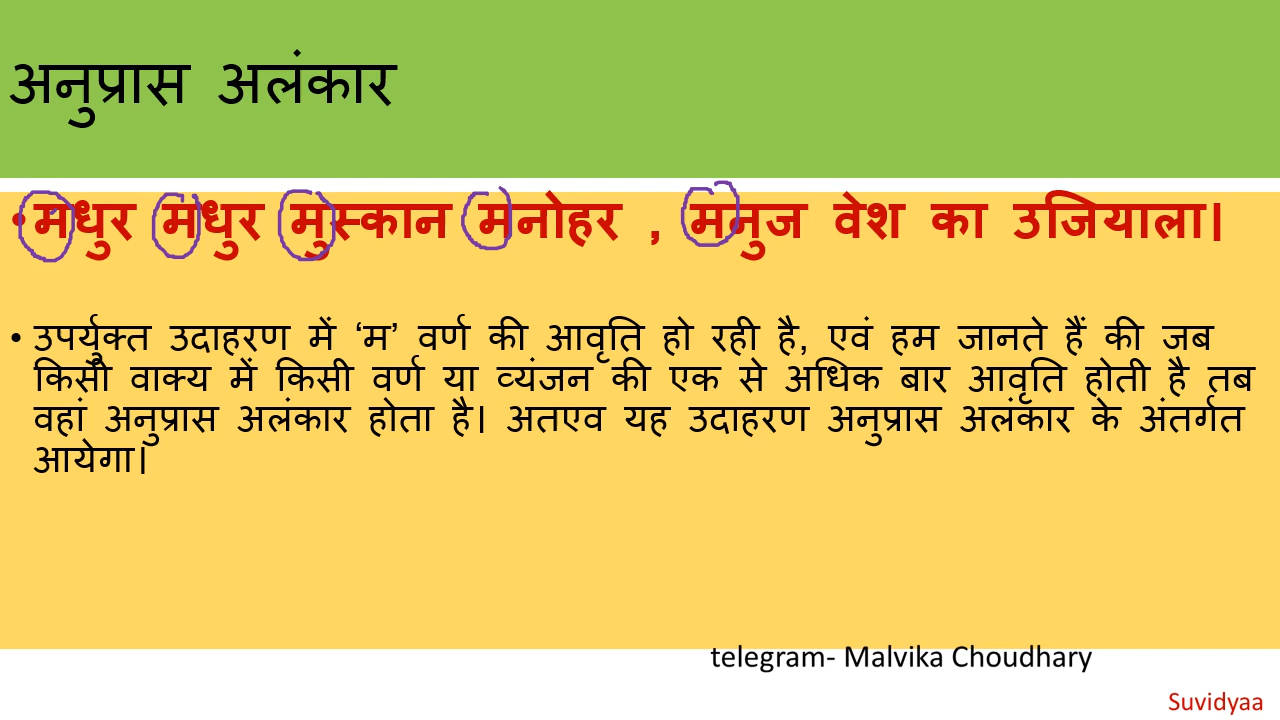 अनुप्रास अलंकार
• मधुर मधुर मुस्कान मनोहर , मनुज वेश का उजियाला।
• उपर्युक्त उदाहरण में ‘म’ वर्ण की आवृति हो रही है, एवं हम जानते हैं की जब
किसी वाक्य में किसी वर्ण या व्यंजन की एक से अधिक बार आवृति होती है तब
वहां अनुप्रास अलंकार होता है। अतएव यह उदाहरण अनुप्रास अलंकार के अंतर्गत
आयेगा।
telegram- Malvika Choudhary
Suvidyaa